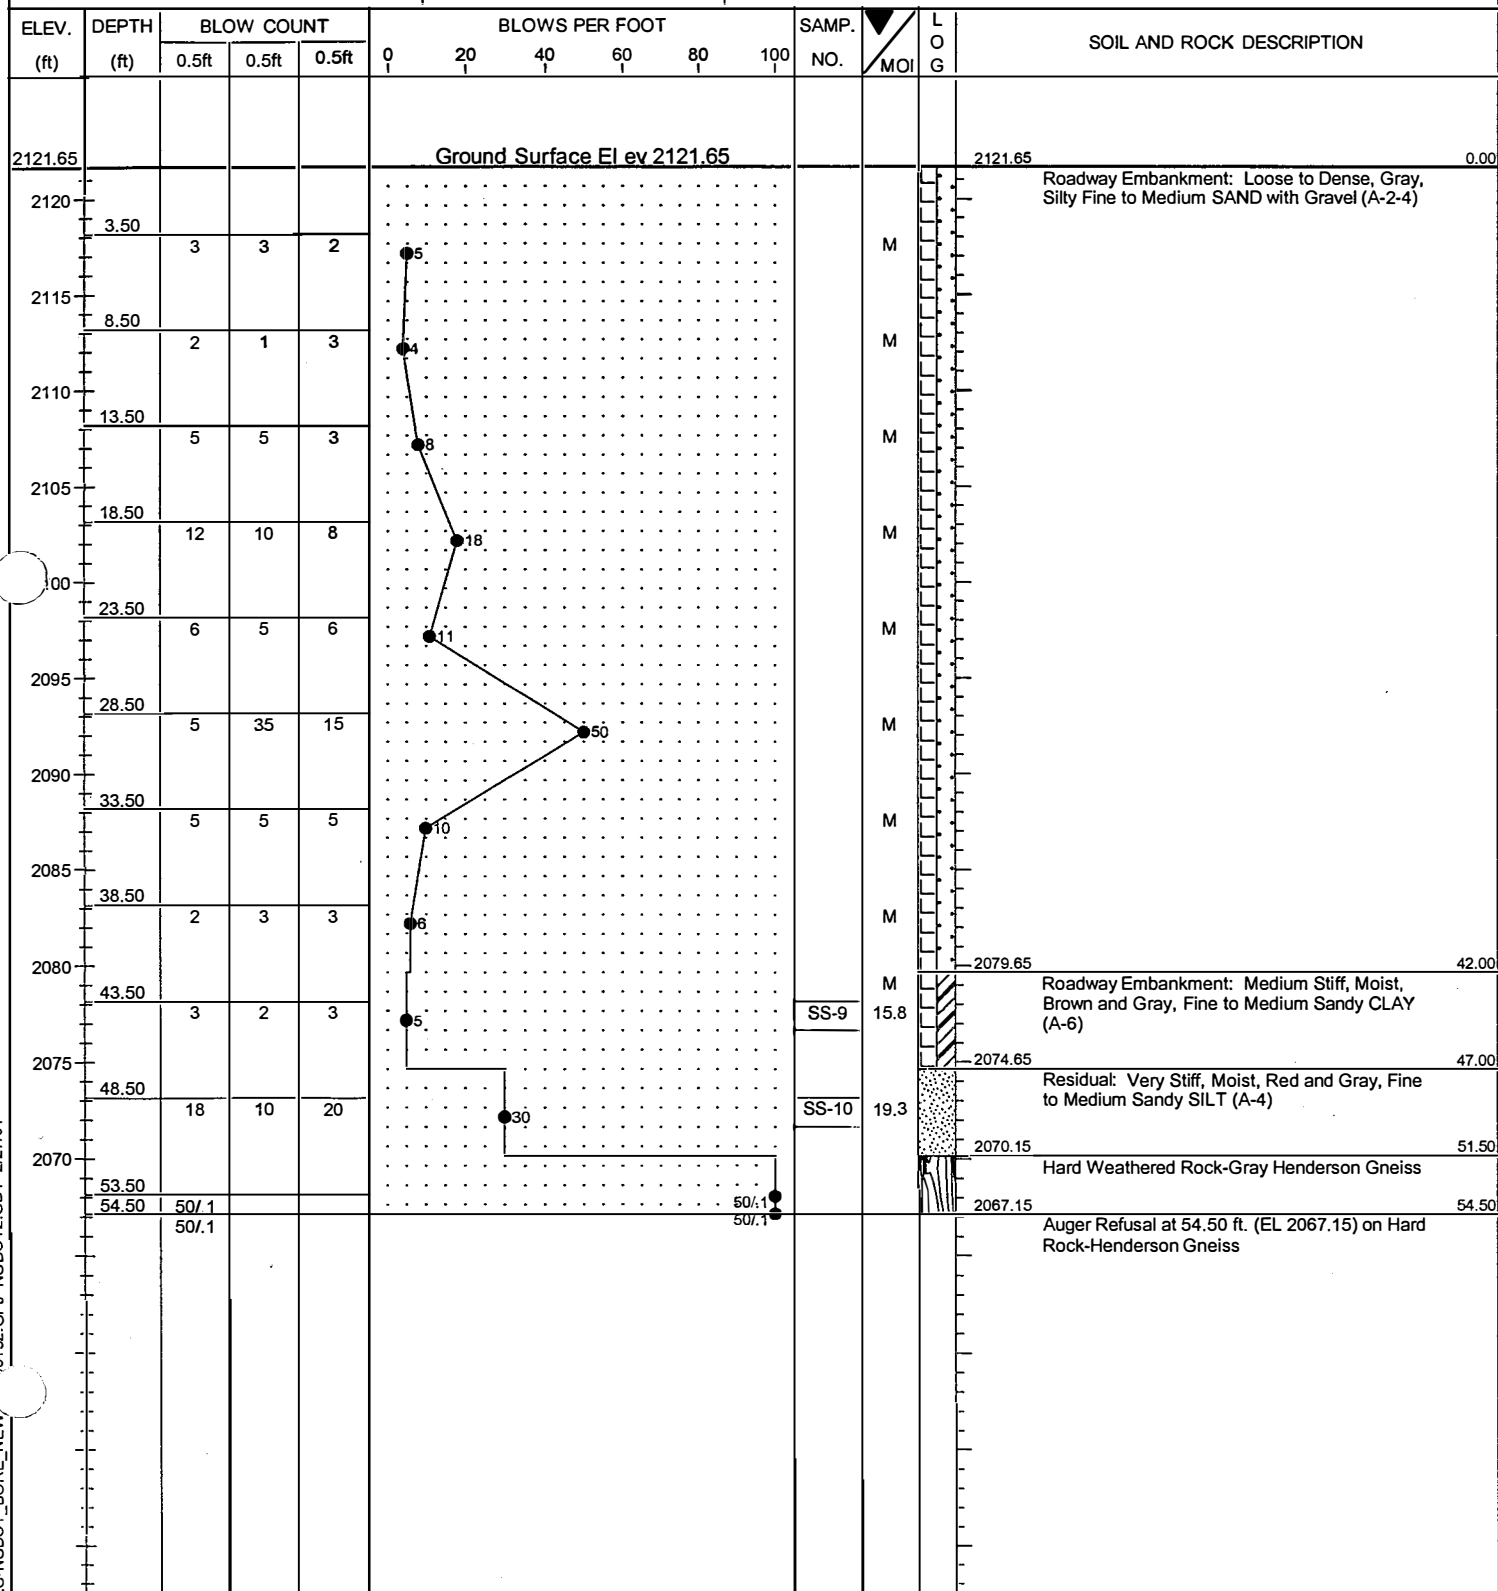 ELEV. DEPTH BLOW COUNT BLOWS PER FOOT SAMP. L
O SOIL AND ROCK DESCRIPTION
(ft) (ft) 0.5ft 0.5ft 0.5ft 0 20 40 60 80 100 NO. MOI G
2121.65 Ground Surface El ev 2121.65 2121.65 0.00
Roadway Embankment: Loose to Dense, Gray,
2120 Silty Fine to Medium SAND with Gravel (A-2-4)
3.50
3 3 2 5 M
2115
8.50
2 1 3 4 M
2110
13.50
5 5 3 8 M
2105
18.50
12 10 8 18 M
00
23.50
6 5 6 11 M
2095
28.50
5 35 15 50 M
2090
33.50
5 5 5 10 M
2085
38.50
2 3 3 6 M
2080 2079.65 42.00
M Roadway Embankment: Medium Stiff, Moist,
43.50 Brown and Gray, Fine to Medium Sandy CLAY
3 2 3 5 SS-9 15.8 (A-6)
2075 2074.65 47.00
48.50 Residual: Very Stiff, Moist, Red and Gray, Fine
18 10 20 30 SS-10 19.3 to Medium Sandy SILT (A-4)
2070.15 51.50
2070 Hard Weathered Rock-Gray Henderson Gneiss
53.50
54.50 50/.1 50/.1 2067.15 54.50
50/.1 50/.1 Auger Refusal at 54.50 ft. (EL 2067.15) on Hard
Rock-Henderson Gneiss